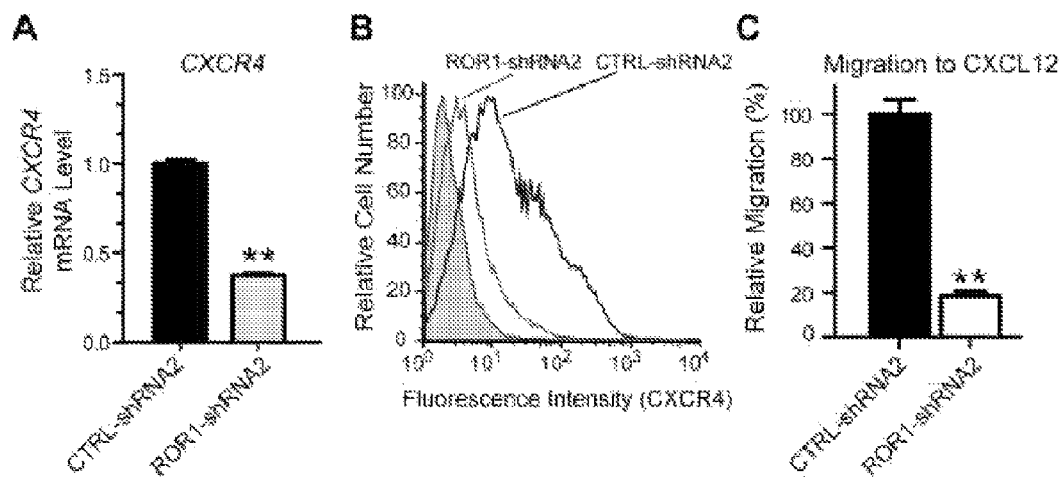 A
CXCR4
Relative CXCR4
mRNA Level
1.5
1.0
0.5
0.0
**
CTRL-shRNA2
ROR1-shRNA2
B
ROR1-shRNA2 CTRL-shRNA2
Relative Cell Number
100
80
60
40
20
0
10^0 10^1 10^2 10^3 10^4
Fluorescence Intensity (CXCR4)
C
Migration to CXCL12
Relative Migration (%)
100
80
60
40
20
0
**
CTRL-shRNA2
ROR1-shRNA2